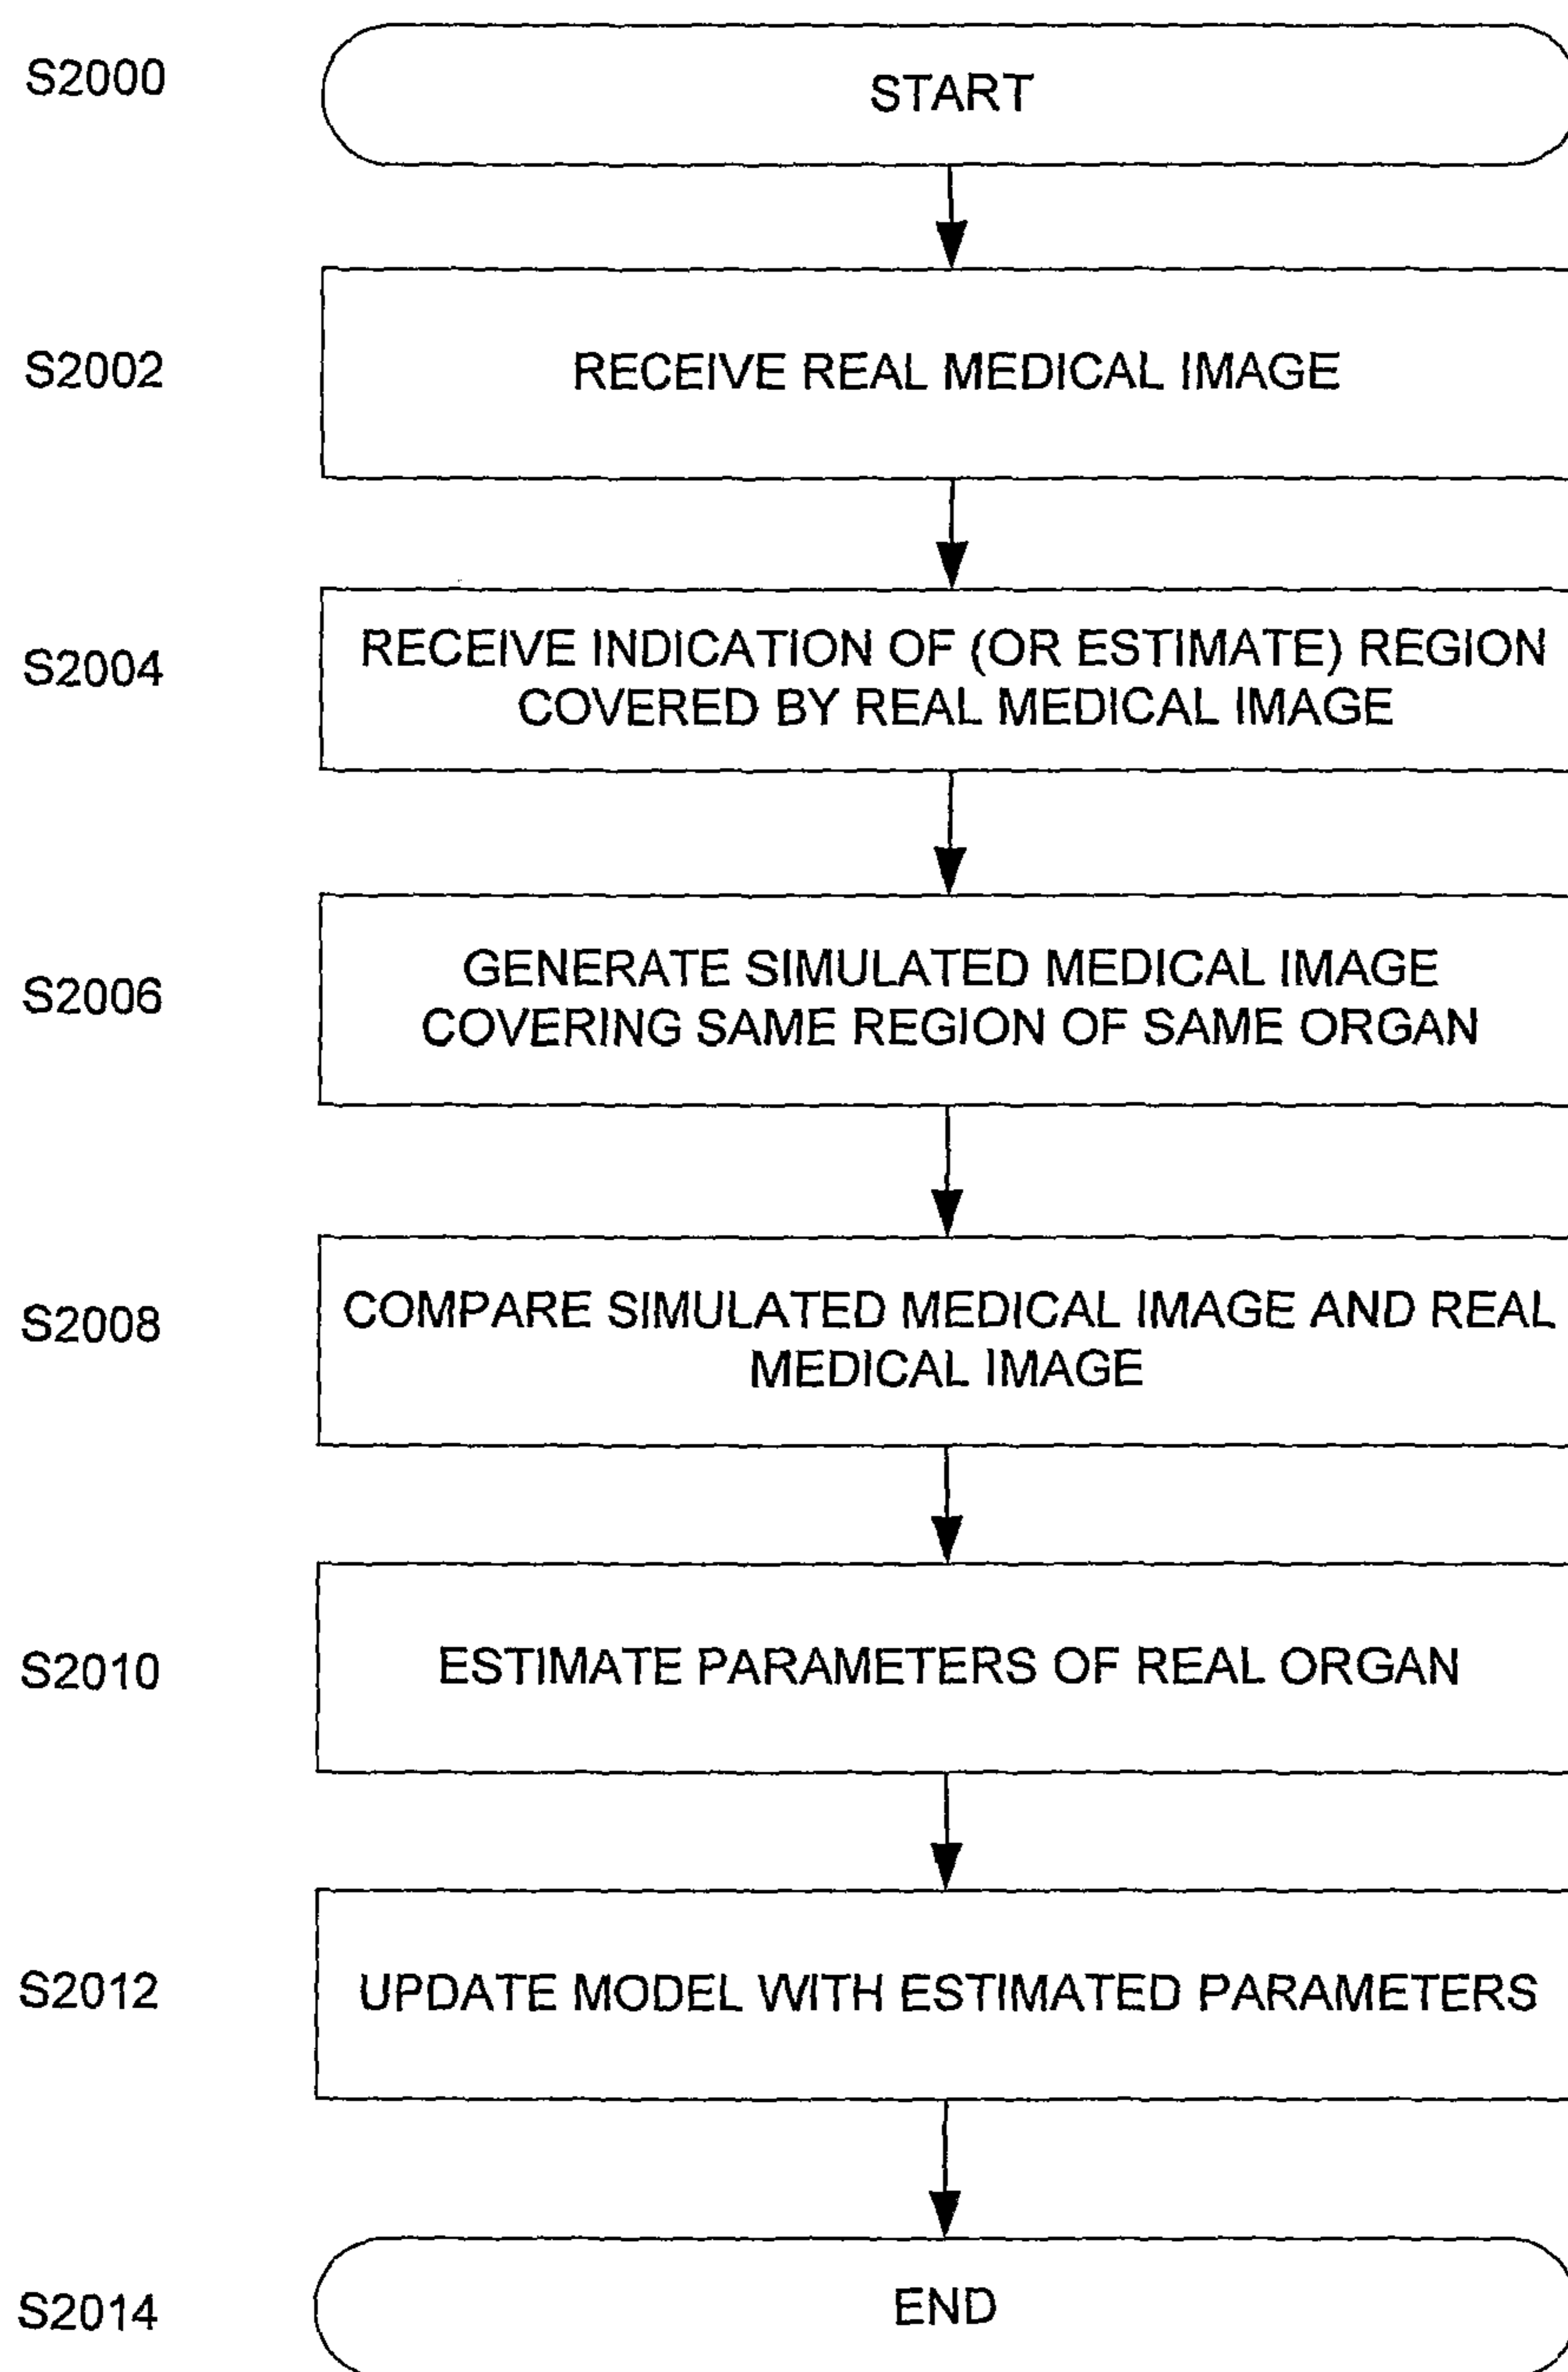 S2000
START
S2002
RECEIVE REAL MEDICAL IMAGE
S2004
RECEIVE INDICATION OF (OR ESTIMATE) REGION
COVERED BY REAL MEDICAL IMAGE
S2006
GENERATE SIMULATED MEDICAL IMAGE
COVERING SAME REGION OF SAME ORGAN
S2008
COMPARE SIMULATED MEDICAL IMAGE AND REAL
MEDICAL IMAGE
S2010
ESTIMATE PARAMETERS OF REAL ORGAN
S2012
UPDATE MODEL WITH ESTIMATED PARAMETERS
S2014
END